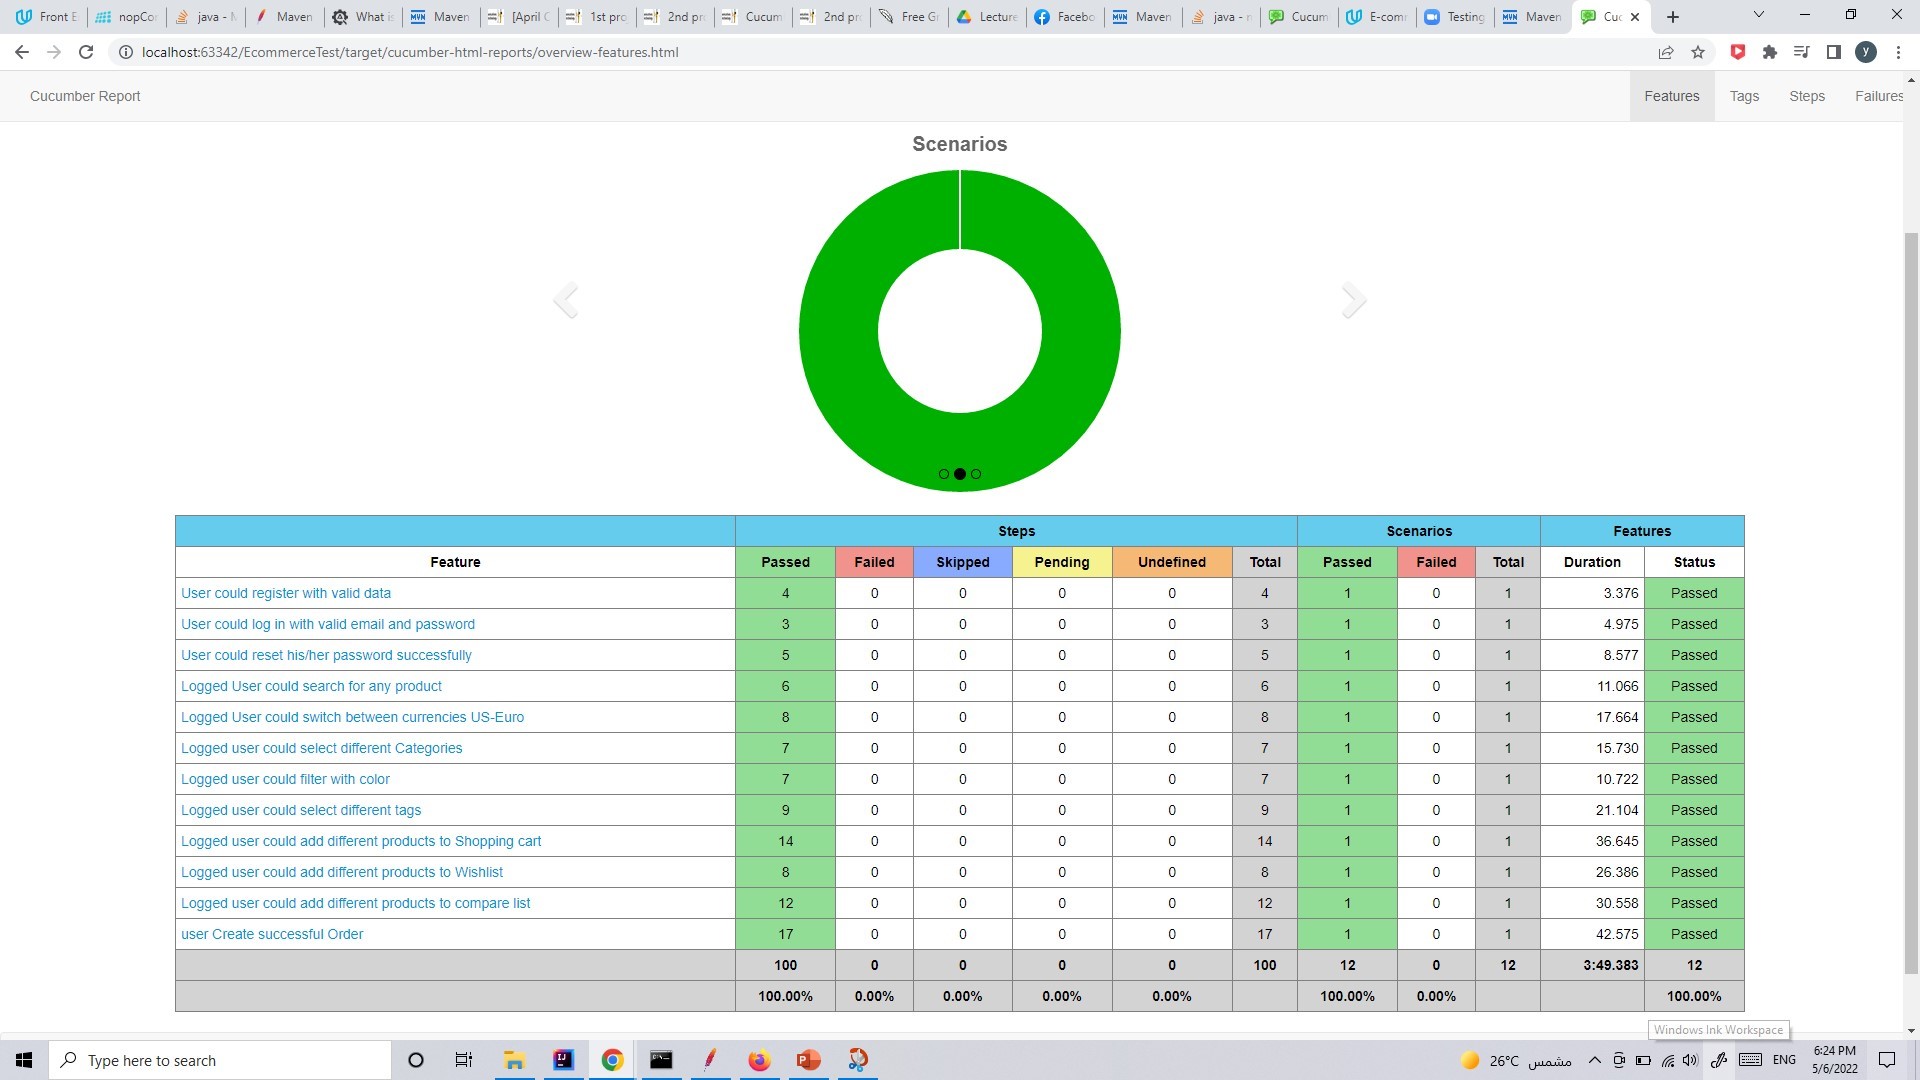 Front E nopCor java - M Maven What is Maven [April C 1st pro 2nd pr Cucum 2nd pr Free Gr Lecture Facebo Maven java - n Cucum E-comm Testing Maven Cuc
localhost:63342/EcommerceTest/target/cucumber-html-reports/overview-features.html y
Cucumber Report Features Tags Steps Failures
Scenarios
Steps Scenarios Features
Feature Passed Failed Skipped Pending Undefined Total Passed Failed Total Duration Status
User could register with valid data 4 0 0 0 0 4 1 0 1 3.376 Passed
User could log in with valid email and password 3 0 0 0 0 3 1 0 1 4.975 Passed
User could reset his/her password successfully 5 0 0 0 0 5 1 0 1 8.577 Passed
Logged User could search for any product 6 0 0 0 0 6 1 0 1 11.066 Passed
Logged User could switch between currencies US-Euro 8 0 0 0 0 8 1 0 1 17.664 Passed
Logged user could select different Categories 7 0 0 0 0 7 1 0 1 15.730 Passed
Logged user could filter with color 7 0 0 0 0 7 1 0 1 10.722 Passed
Logged user could select different tags 9 0 0 0 0 9 1 0 1 21.104 Passed
Logged user could add different products to Shopping cart 14 0 0 0 0 14 1 0 1 36.645 Passed
Logged user could add different products to Wishlist 8 0 0 0 0 8 1 0 1 26.386 Passed
Logged user could add different products to compare list 12 0 0 0 0 12 1 0 1 30.558 Passed
user Create successful Order 17 0 0 0 0 17 1 0 1 42.575 Passed
100 0 0 0 0 100 12 0 12 3:49.383 12
100.00% 0.00% 0.00% 0.00% 0.00% 100.00% 0.00% 100.00%
Windows Ink Workspace
Type here to search 26°C مشمس ENG 6:24 PM
5/6/2022